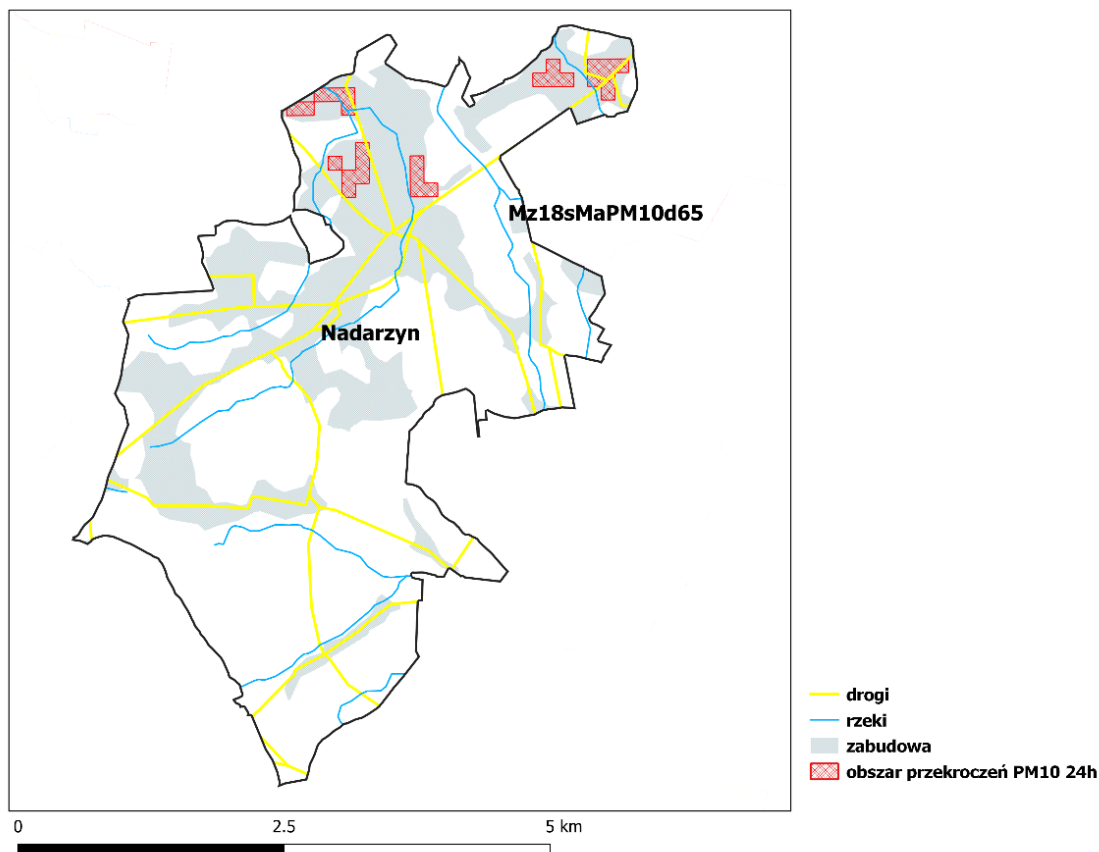 Mz18sMaPM10d65
Nadarzyn
drogi
rzeki
zabudowa
obszar przekroczeń PM10 24h
0 2.5 5 km